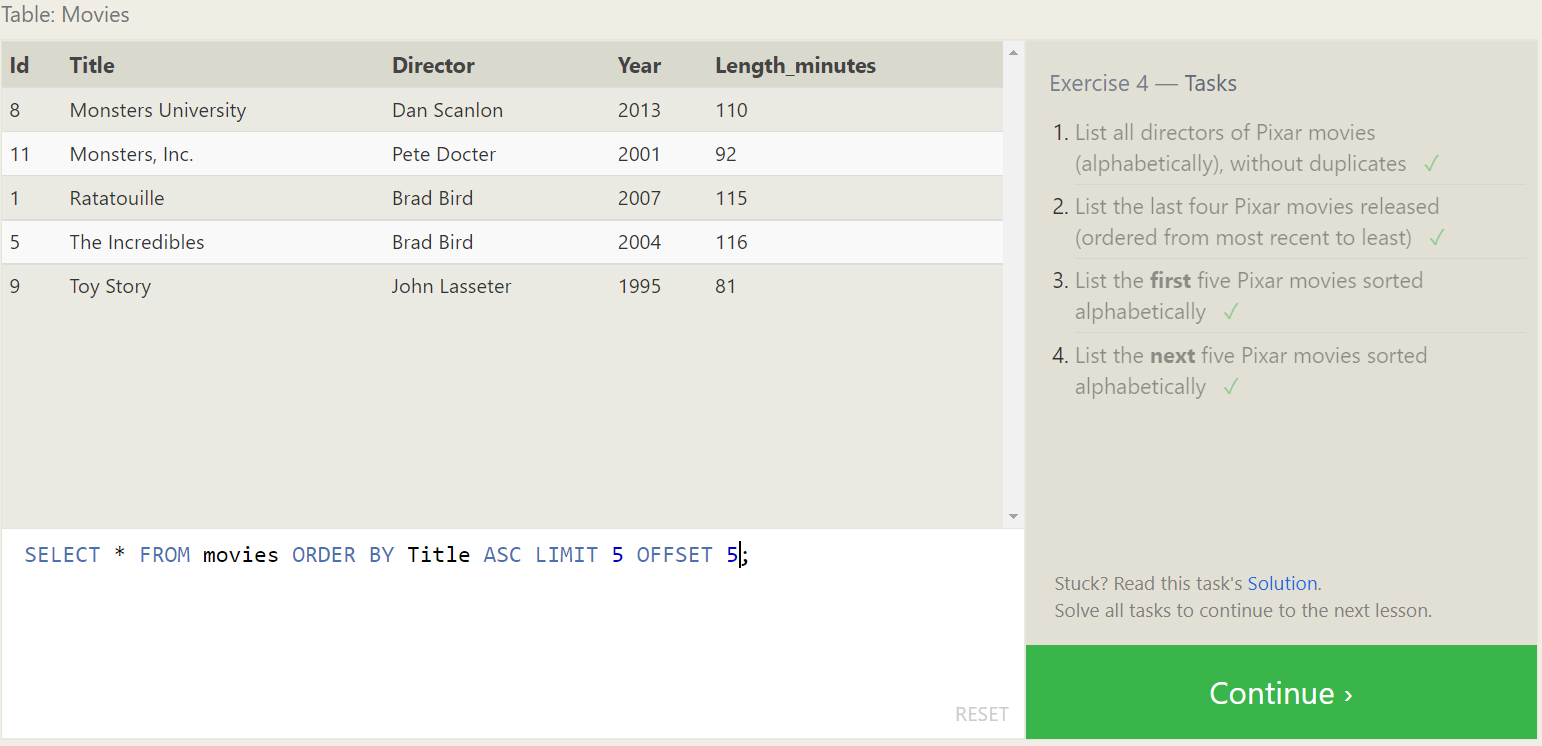 Table: Movies
Id Title Director Year Length_minutes
8 Monsters University Dan Scanlon 2013 110
11 Monsters, Inc. Pete Docter 2001 92
1 Ratatouille Brad Bird 2007 115
5 The Incredibles Brad Bird 2004 116
9 Toy Story John Lasseter 1995 81
SELECT * FROM movies ORDER BY Title ASC LIMIT 5 OFFSET 5;
RESET
Exercise 4 — Tasks
1. List all directors of Pixar movies
(alphabetically), without duplicates ✓
2. List the last four Pixar movies released
(ordered from most recent to least) ✓
3. List the first five Pixar movies sorted
alphabetically ✓
4. List the next five Pixar movies sorted
alphabetically ✓
Stuck? Read this task's Solution.
Solve all tasks to continue to the next lesson.
Continue ›